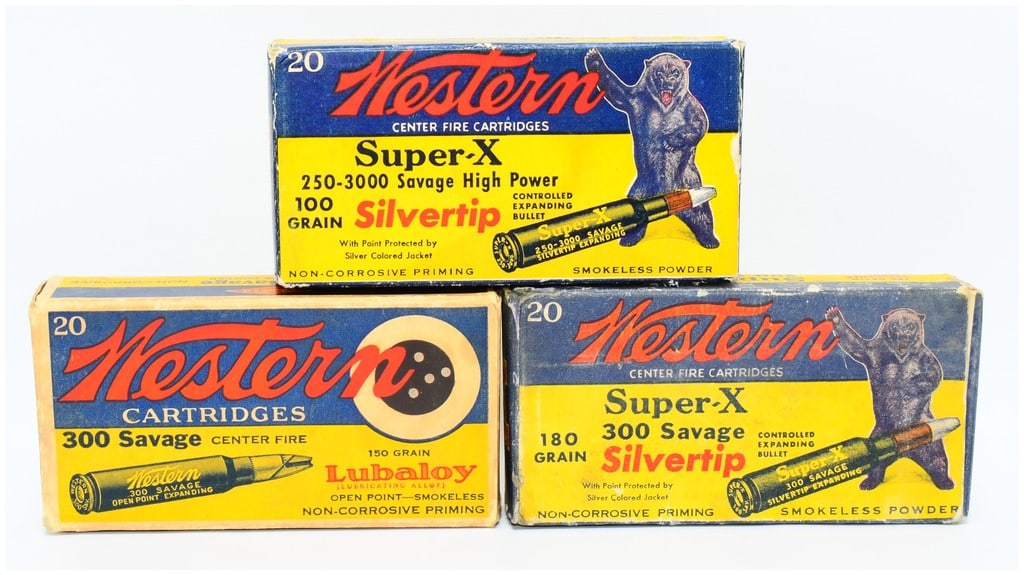 20
Western
CENTER FIRE CARTRIDGES
Super-X
250-3000 Savage High Power
100
GRAIN
Silvertip
CONTROLLED
EXPANDING
BULLET
With Point Protected by
Silver Colored Jacket
Super-X
250-3000 SAVAGE
SILVERTIP EXPANDING
NON-CORROSIVE PRIMING
SMOKELESS POWDER
20
Western
CARTRIDGES
300 Savage CENTER FIRE
150 GRAIN
Lubaloy
(LUBRICATING ALLOY)
OPEN POINT—SMOKELESS
NON-CORROSIVE PRIMING
Western
300 SAVAGE
OPEN POINT EXPANDING
20
Western
CENTER FIRE CARTRIDGES
Super-X
300 Savage
180
GRAIN
Silvertip
CONTROLLED
EXPANDING
BULLET
With Point Protected by
Silver Colored Jacket
Super-X
300 SAVAGE
SILVERTIP EXPANDING
NON-CORROSIVE PRIMING
SMOKELESS POWDER